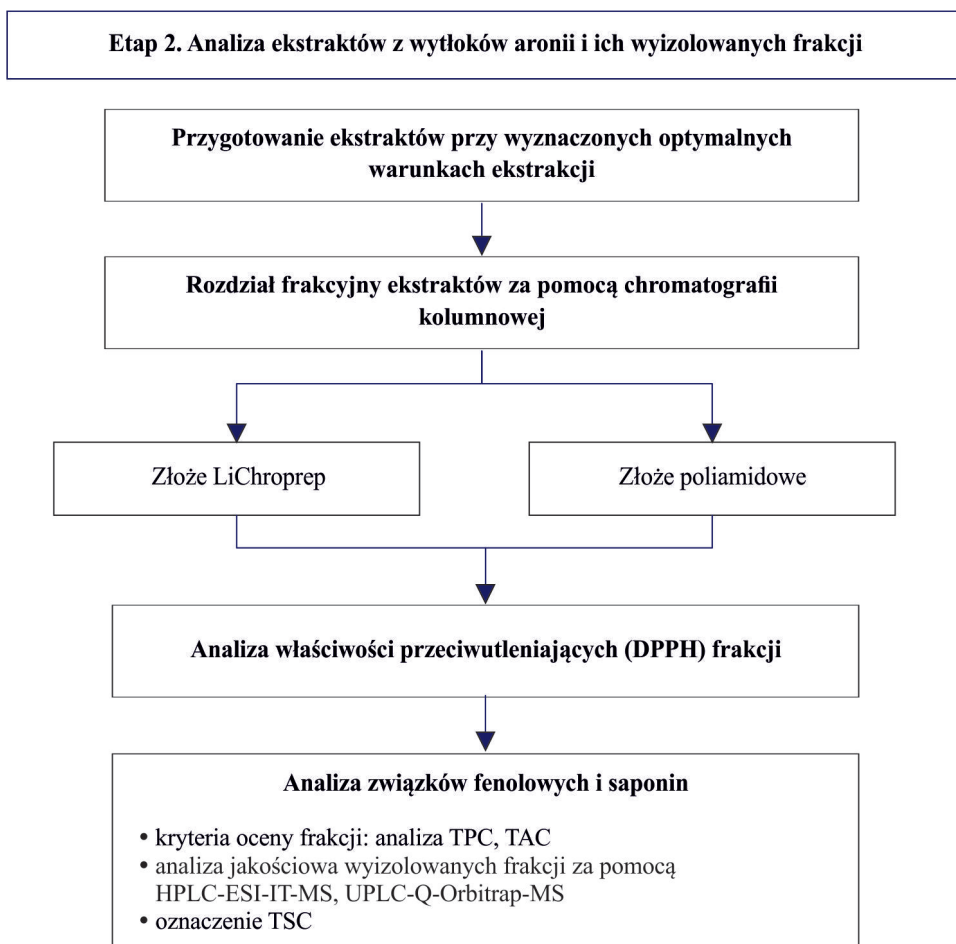 Etap 2. Analiza ekstraktów z wytłoków aronii i ich wyizolowanych frakcji
Przygotowanie ekstraktów przy wyznaczonych optymalnych
warunkach ekstrakcji
Rozdział frakcyjny ekstraktów za pomocą chromatografii
kolumnowej
Złoże LiChroprep
Złoże poliamidowe
Analiza właściwości przeciwutleniających (DPPH) frakcji
Analiza związków fenolowych i saponin
• kryteria oceny frakcji: analiza TPC, TAC
• analiza jakościowa wyizolowanych frakcji za pomocą
HPLC-ESI-IT-MS, UPLC-Q-Orbitrap-MS
• oznaczenie TSC